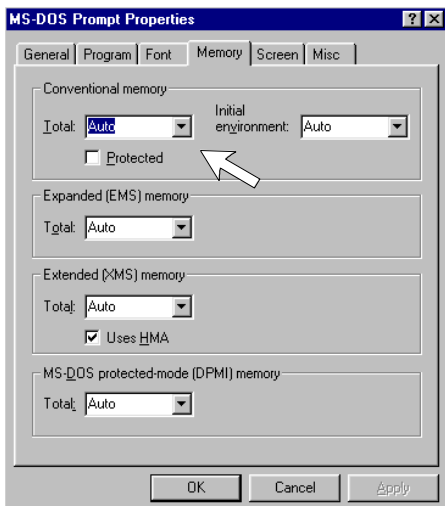 MS-DOS Prompt Properties
General Program Font Memory Screen Misc
Conventional memory
Total: Auto
Initial environment: Auto
Protected
Expanded (EMS) memory
Total: Auto
Extended (XMS) memory
Total: Auto
Uses HMA
MS-DOS protected-mode (DPMI) memory
Total: Auto
OK Cancel Apply